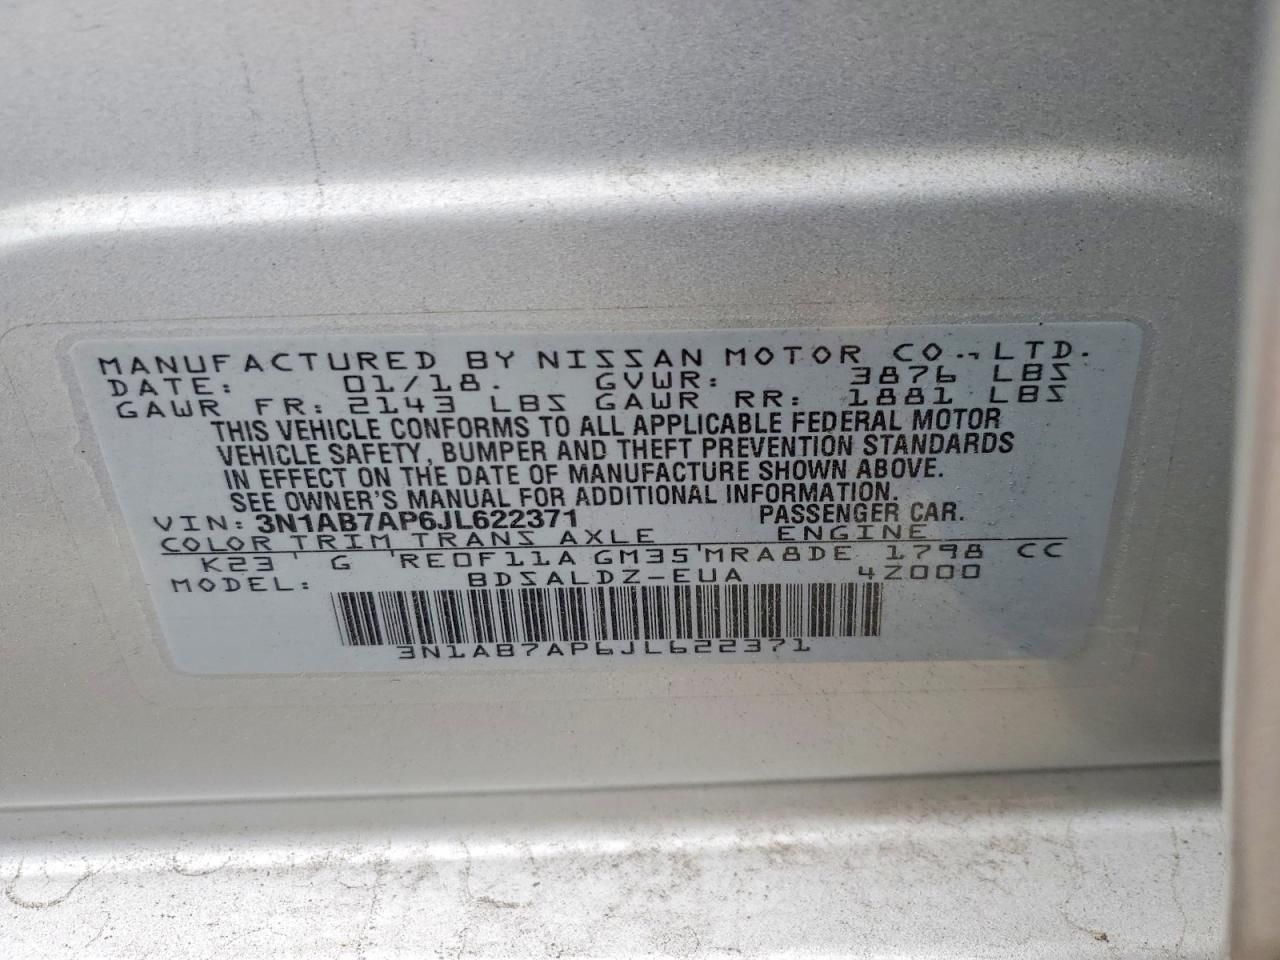 MANUFACTURED BY NISSAN MOTOR CO., LTD.
DATE: 01/18. GVWR: 3876 LBS
GAWR FR: 2143 LBS GAWR RR: 1881 LBS
THIS VEHICLE CONFORMS TO ALL APPLICABLE FEDERAL MOTOR
VEHICLE SAFETY, BUMPER AND THEFT PREVENTION STANDARDS
IN EFFECT ON THE DATE OF MANUFACTURE SHOWN ABOVE.
SEE OWNER'S MANUAL FOR ADDITIONAL INFORMATION.
VIN: 3N1AB7AP6JL622371 PASSENGER CAR.
COLOR TRIM TRANS AXLE ENGINE
K23 G RE0F11A GM35 MRA8DE 1798 CC
MODEL: BDSALDZ-EUA 4Z000
3N1AB7AP6JL622371